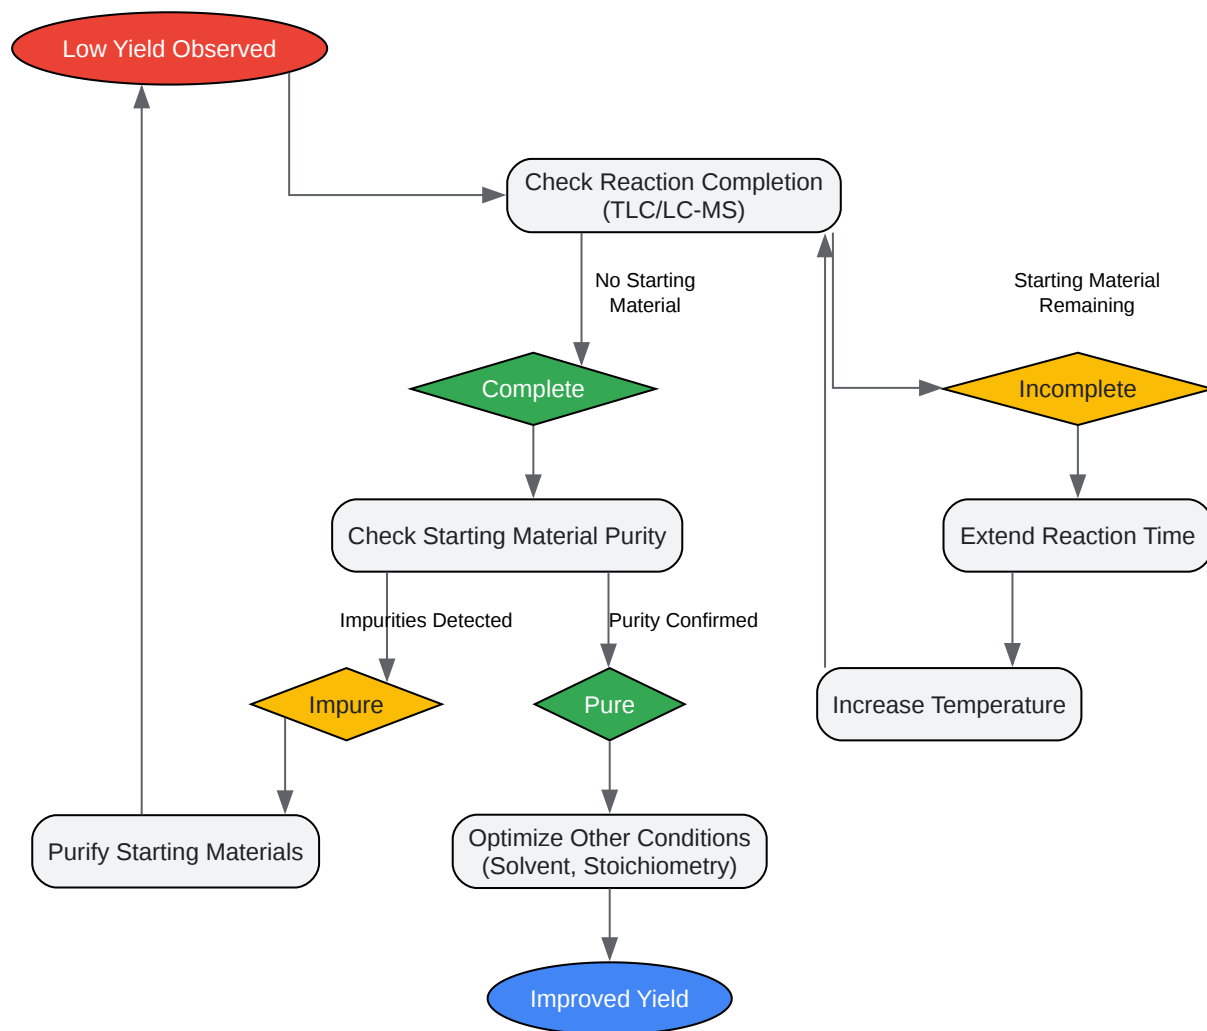 Low Yield Observed
Check Reaction Completion
(TLC/LC-MS)
No Starting
Material
Starting Material
Remaining
Complete
Incomplete
Check Starting Material Purity
Extend Reaction Time
Impurities Detected
Purity Confirmed
Impure
Pure
Increase Temperature
Purify Starting Materials
Optimize Other Conditions
(Solvent, Stoichiometry)
Improved Yield